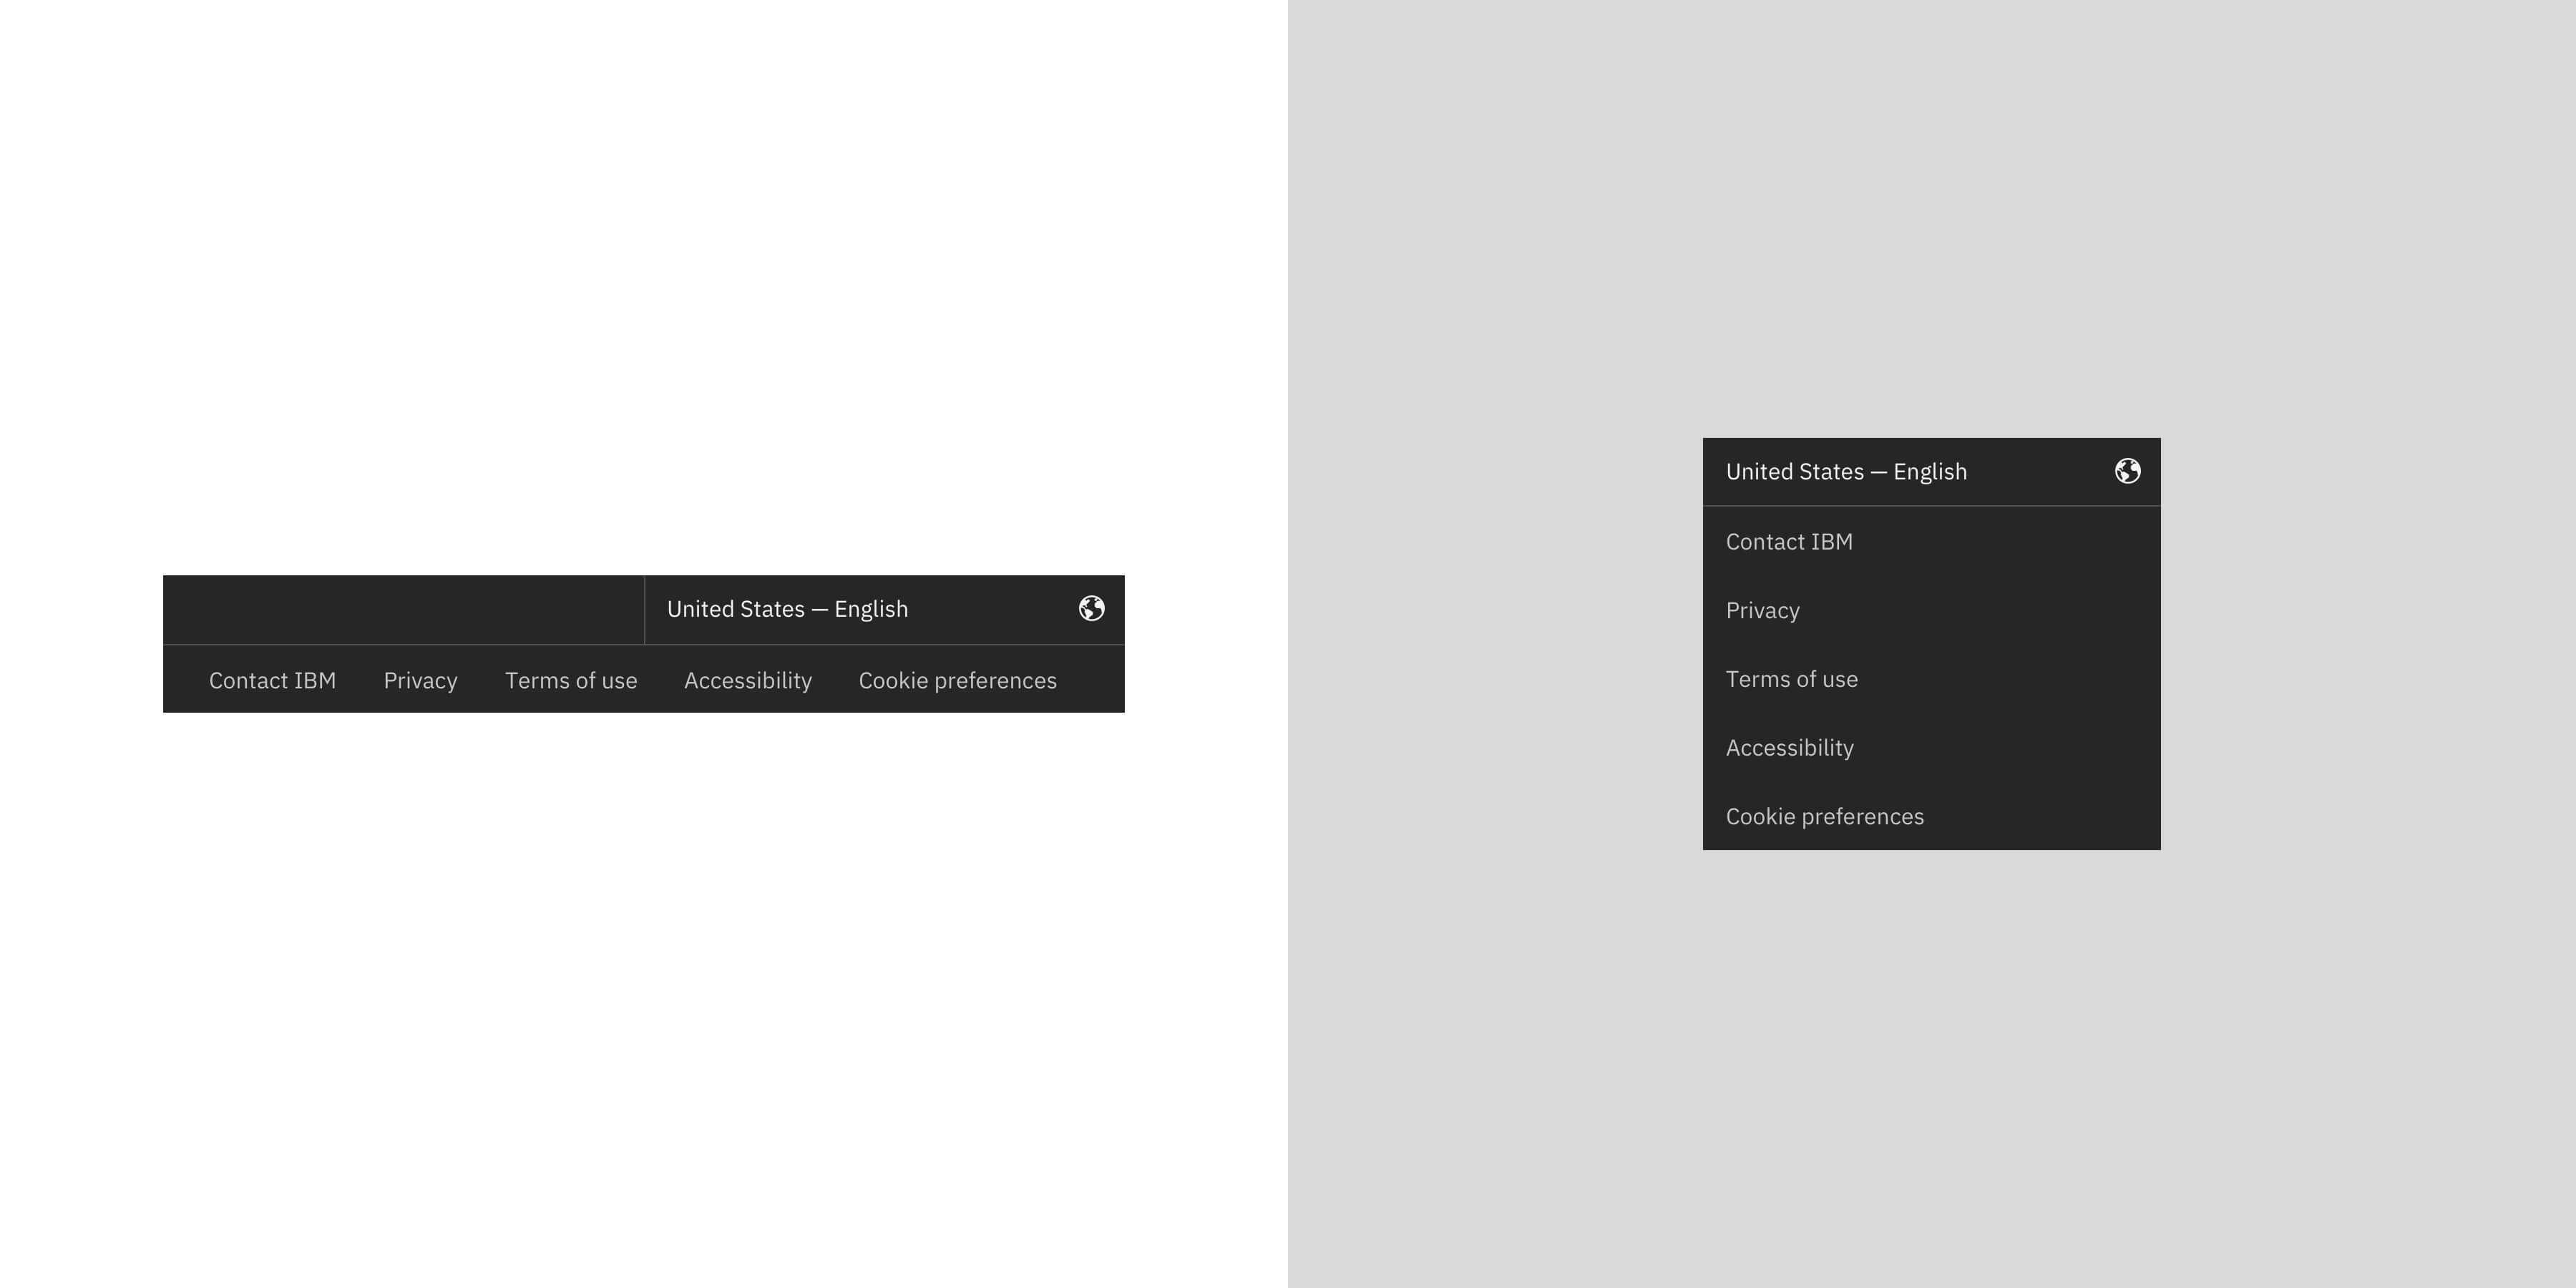 United States — English
Contact IBM Privacy Terms of use Accessibility Cookie preferences
United States — English
Contact IBM
Privacy
Terms of use
Accessibility
Cookie preferences